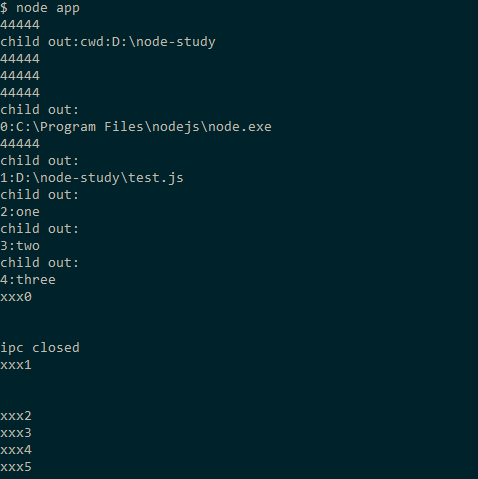 $ node app
44444
child out:cwd:D:\node-study
44444
44444
44444
child out:
0:C:\Program Files\nodejs\node.exe
44444
child out:
1:D:\node-study\test.js
child out:
2:one
child out:
3:two
child out:
4:three
xxx0
ipc closed
xxx1
xxx2
xxx3
xxx4
xxx5